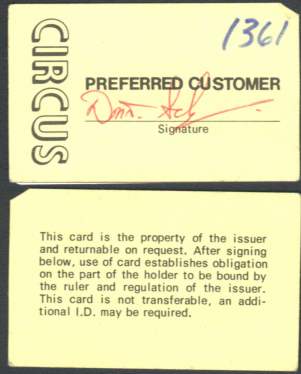 CIRCUS
1361
PREFERRED CUSTOMER
Signature
This card is the property of the issuer
and returnable on request. After signing
below, use of card establishes obligation
on the part of the holder to be bound by
the ruler and regulation of the issuer.
This card is not transferable, an addi-
tional I.D. may be required.